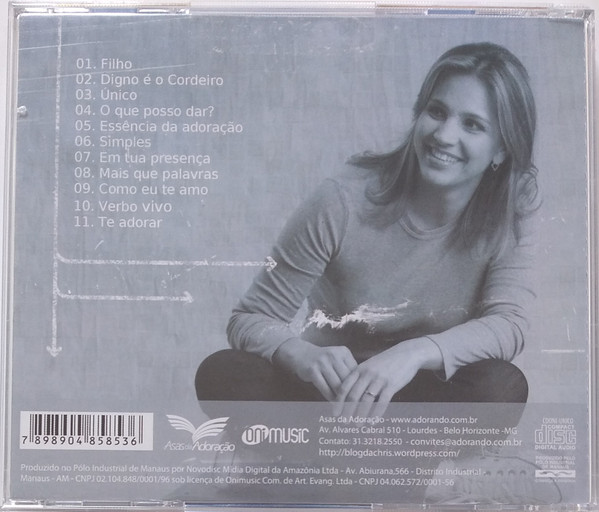 01. Filho
02. Digno é o Cordeiro
03. Único
04. O que posso dar?
05. Essência da adoração
06. Simples
07. Em tua presença
08. Mais que palavras
09. Como eu te amo
10. Verbo vivo
11. Te adorar
7 898904 858536
Asas da Adoração
onimusic
Asas da Adoração - www.adorando.com.br
Av. Alvares Cabral 510 - Lourdes - Belo Horizonte -MG
Contato: 31.3218.2550 - convites@adorando.com.br
http://blogdachris.wordpress.com/
COMPACT
disc
DIGITAL AUDIO
Produzido no Pólo Industrial de Manaus por Novodisc Mídia Digital da Amazônia Ltda - Av. Abiurana,566 - Distrito Industrial -
Manaus - AM - CNPJ 02.104.848/0001/96 sob licença de Onimusic Com. de Art. Evang. Ltda - CNPJ 04.062.572/0001-56